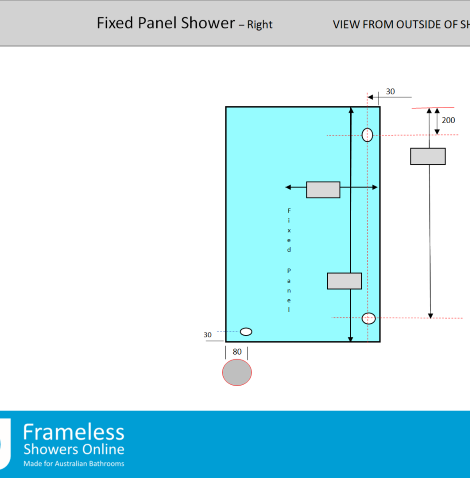 Fixed Panel Shower – Right
VIEW FROM OUTSIDE OF SH
30
200
Fixed Panel
30
80
Frameless
Showers Online
Made for Australian Bathrooms